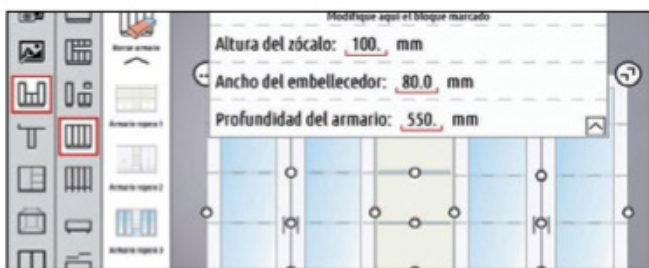 Modifique aqui el bloque marcado
Altura del zócalo: 100. mm
Ancho del embellecedor: 80.0 mm
Profundidad del armario: 550. mm
Borrar armario
Armario ropero 1
Armario ropero 2
Armario ropero 3